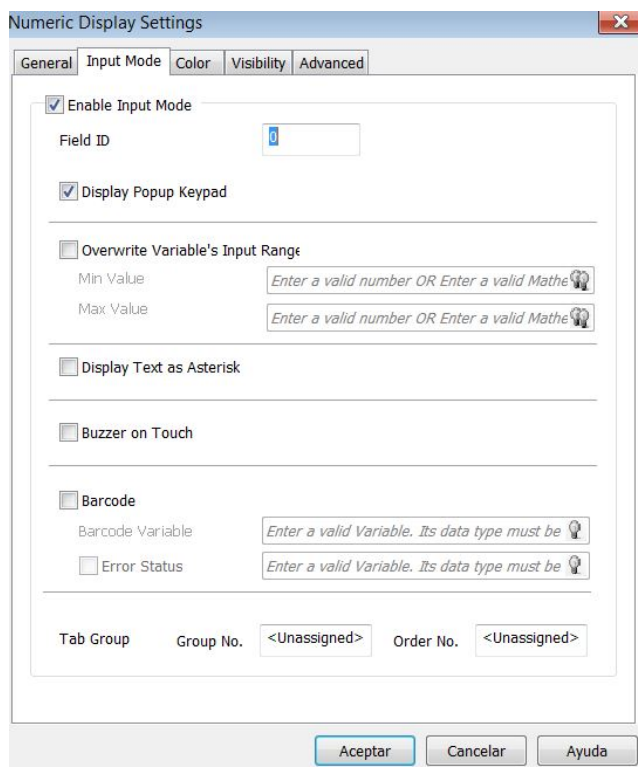 Numeric Display Settings
General Input Mode Color Visibility Advanced
Enable Input Mode
Field ID 0
Display Popup Keypad
Overwrite Variable's Input Range
Min Value Enter a valid number OR Enter a valid Mathe
Max Value Enter a valid number OR Enter a valid Mathe
Display Text as Asterisk
Buzzer on Touch
Barcode
Barcode Variable Enter a valid Variable. Its data type must be
Error Status Enter a valid Variable. Its data type must be
Tab Group Group No. <Unassigned> Order No. <Unassigned>
Aceptar Cancelar Ayuda